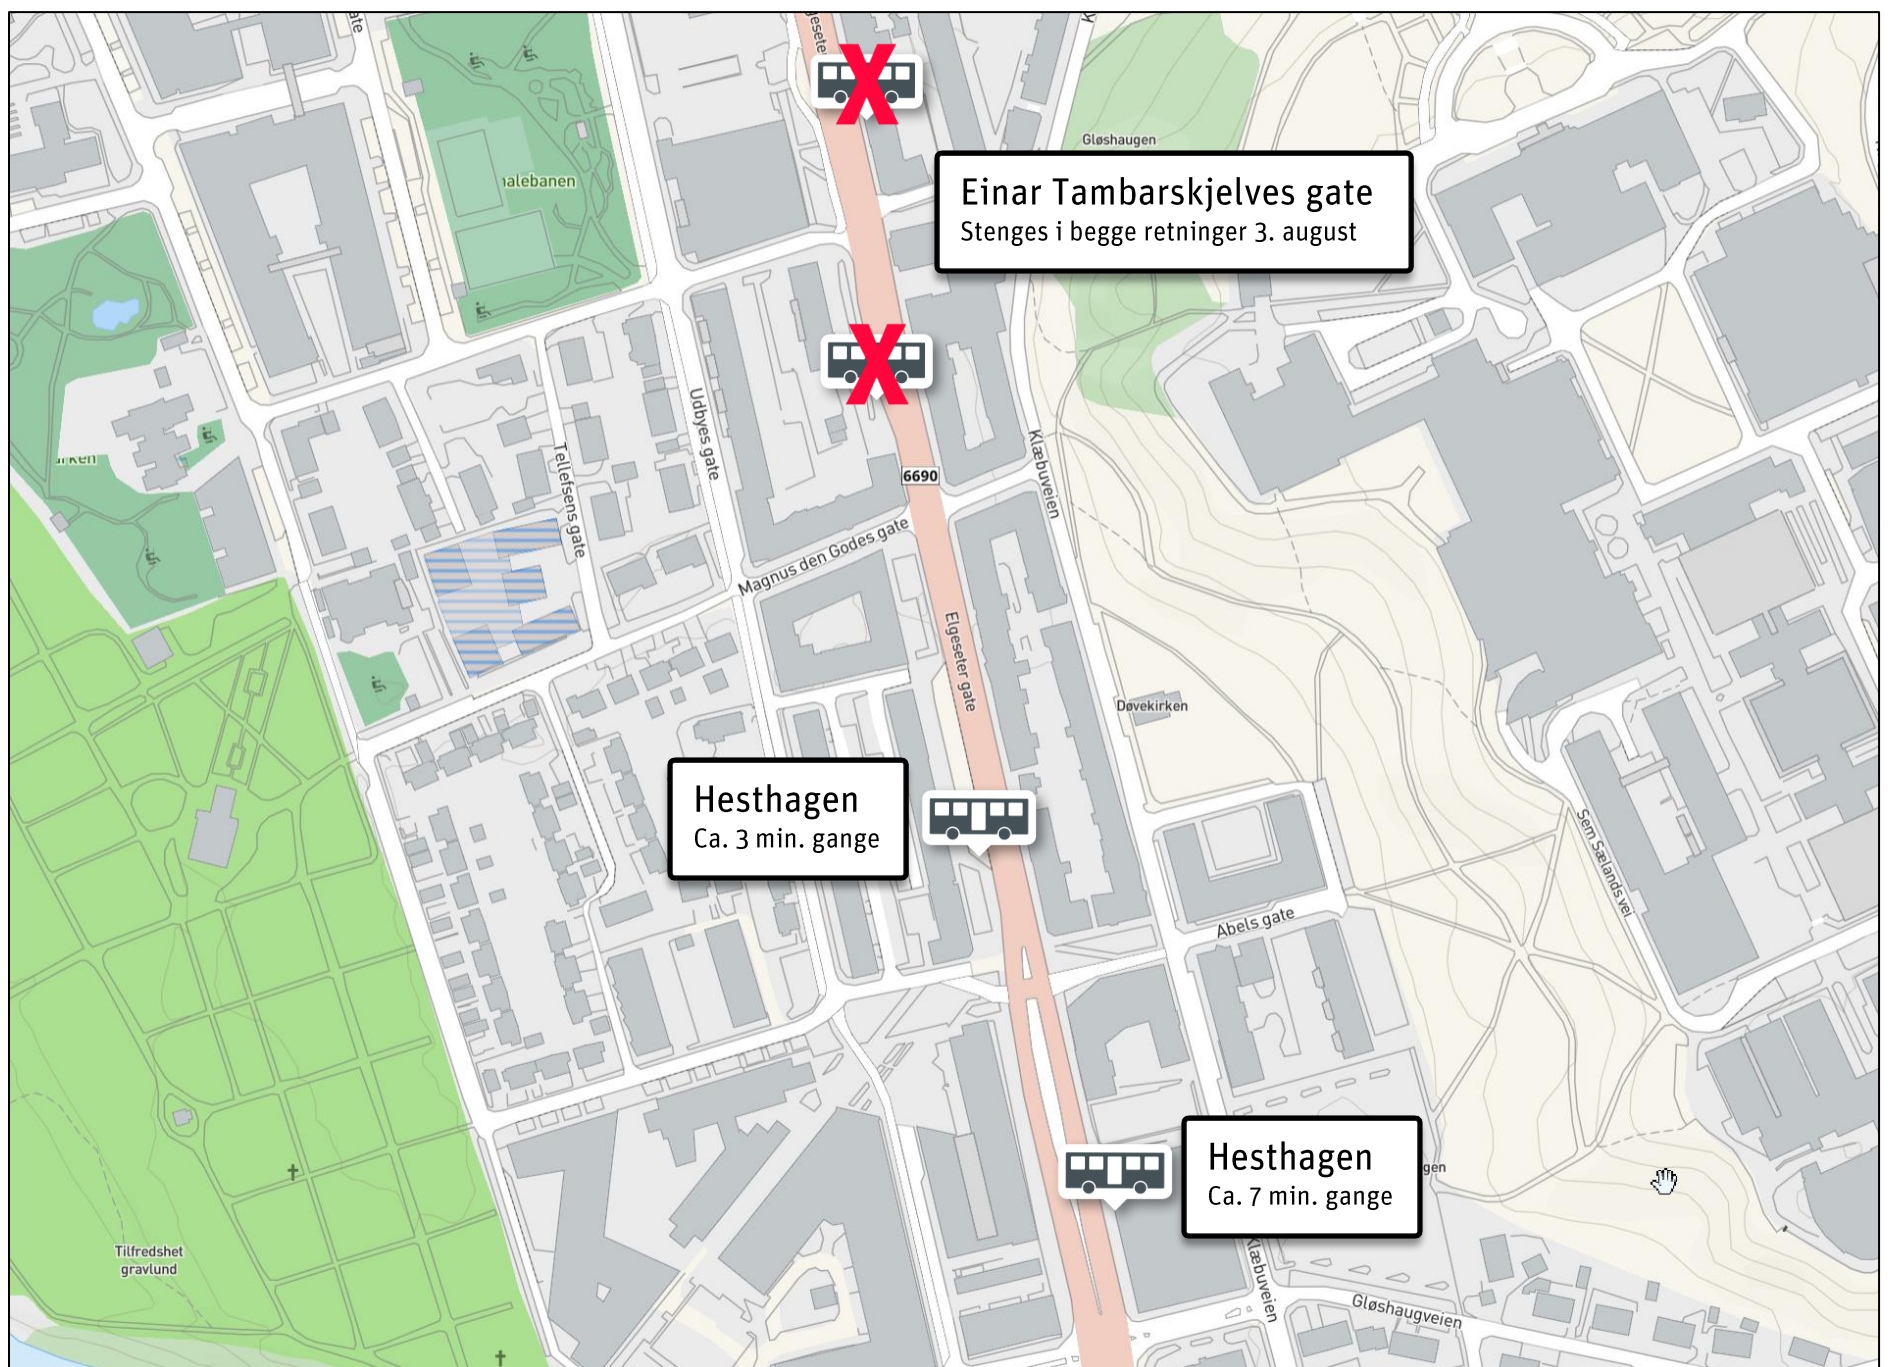 Gløshaugen
Einar Tambarskjelves gate
Stenges i begge retninger 3. august
Udbyes gate
Tellefsens gate
Klæbuveien
6690
Magnus den Godes gate
Elgeseter gate
Døvekirken
Hesthagen
Ca. 3 min. gange
Sem Sælands vei
Abels gate
Hesthagen
Ca. 7 min. gange
Tilfredshet
gravlund
Klæbuveien
Gløshaugveien